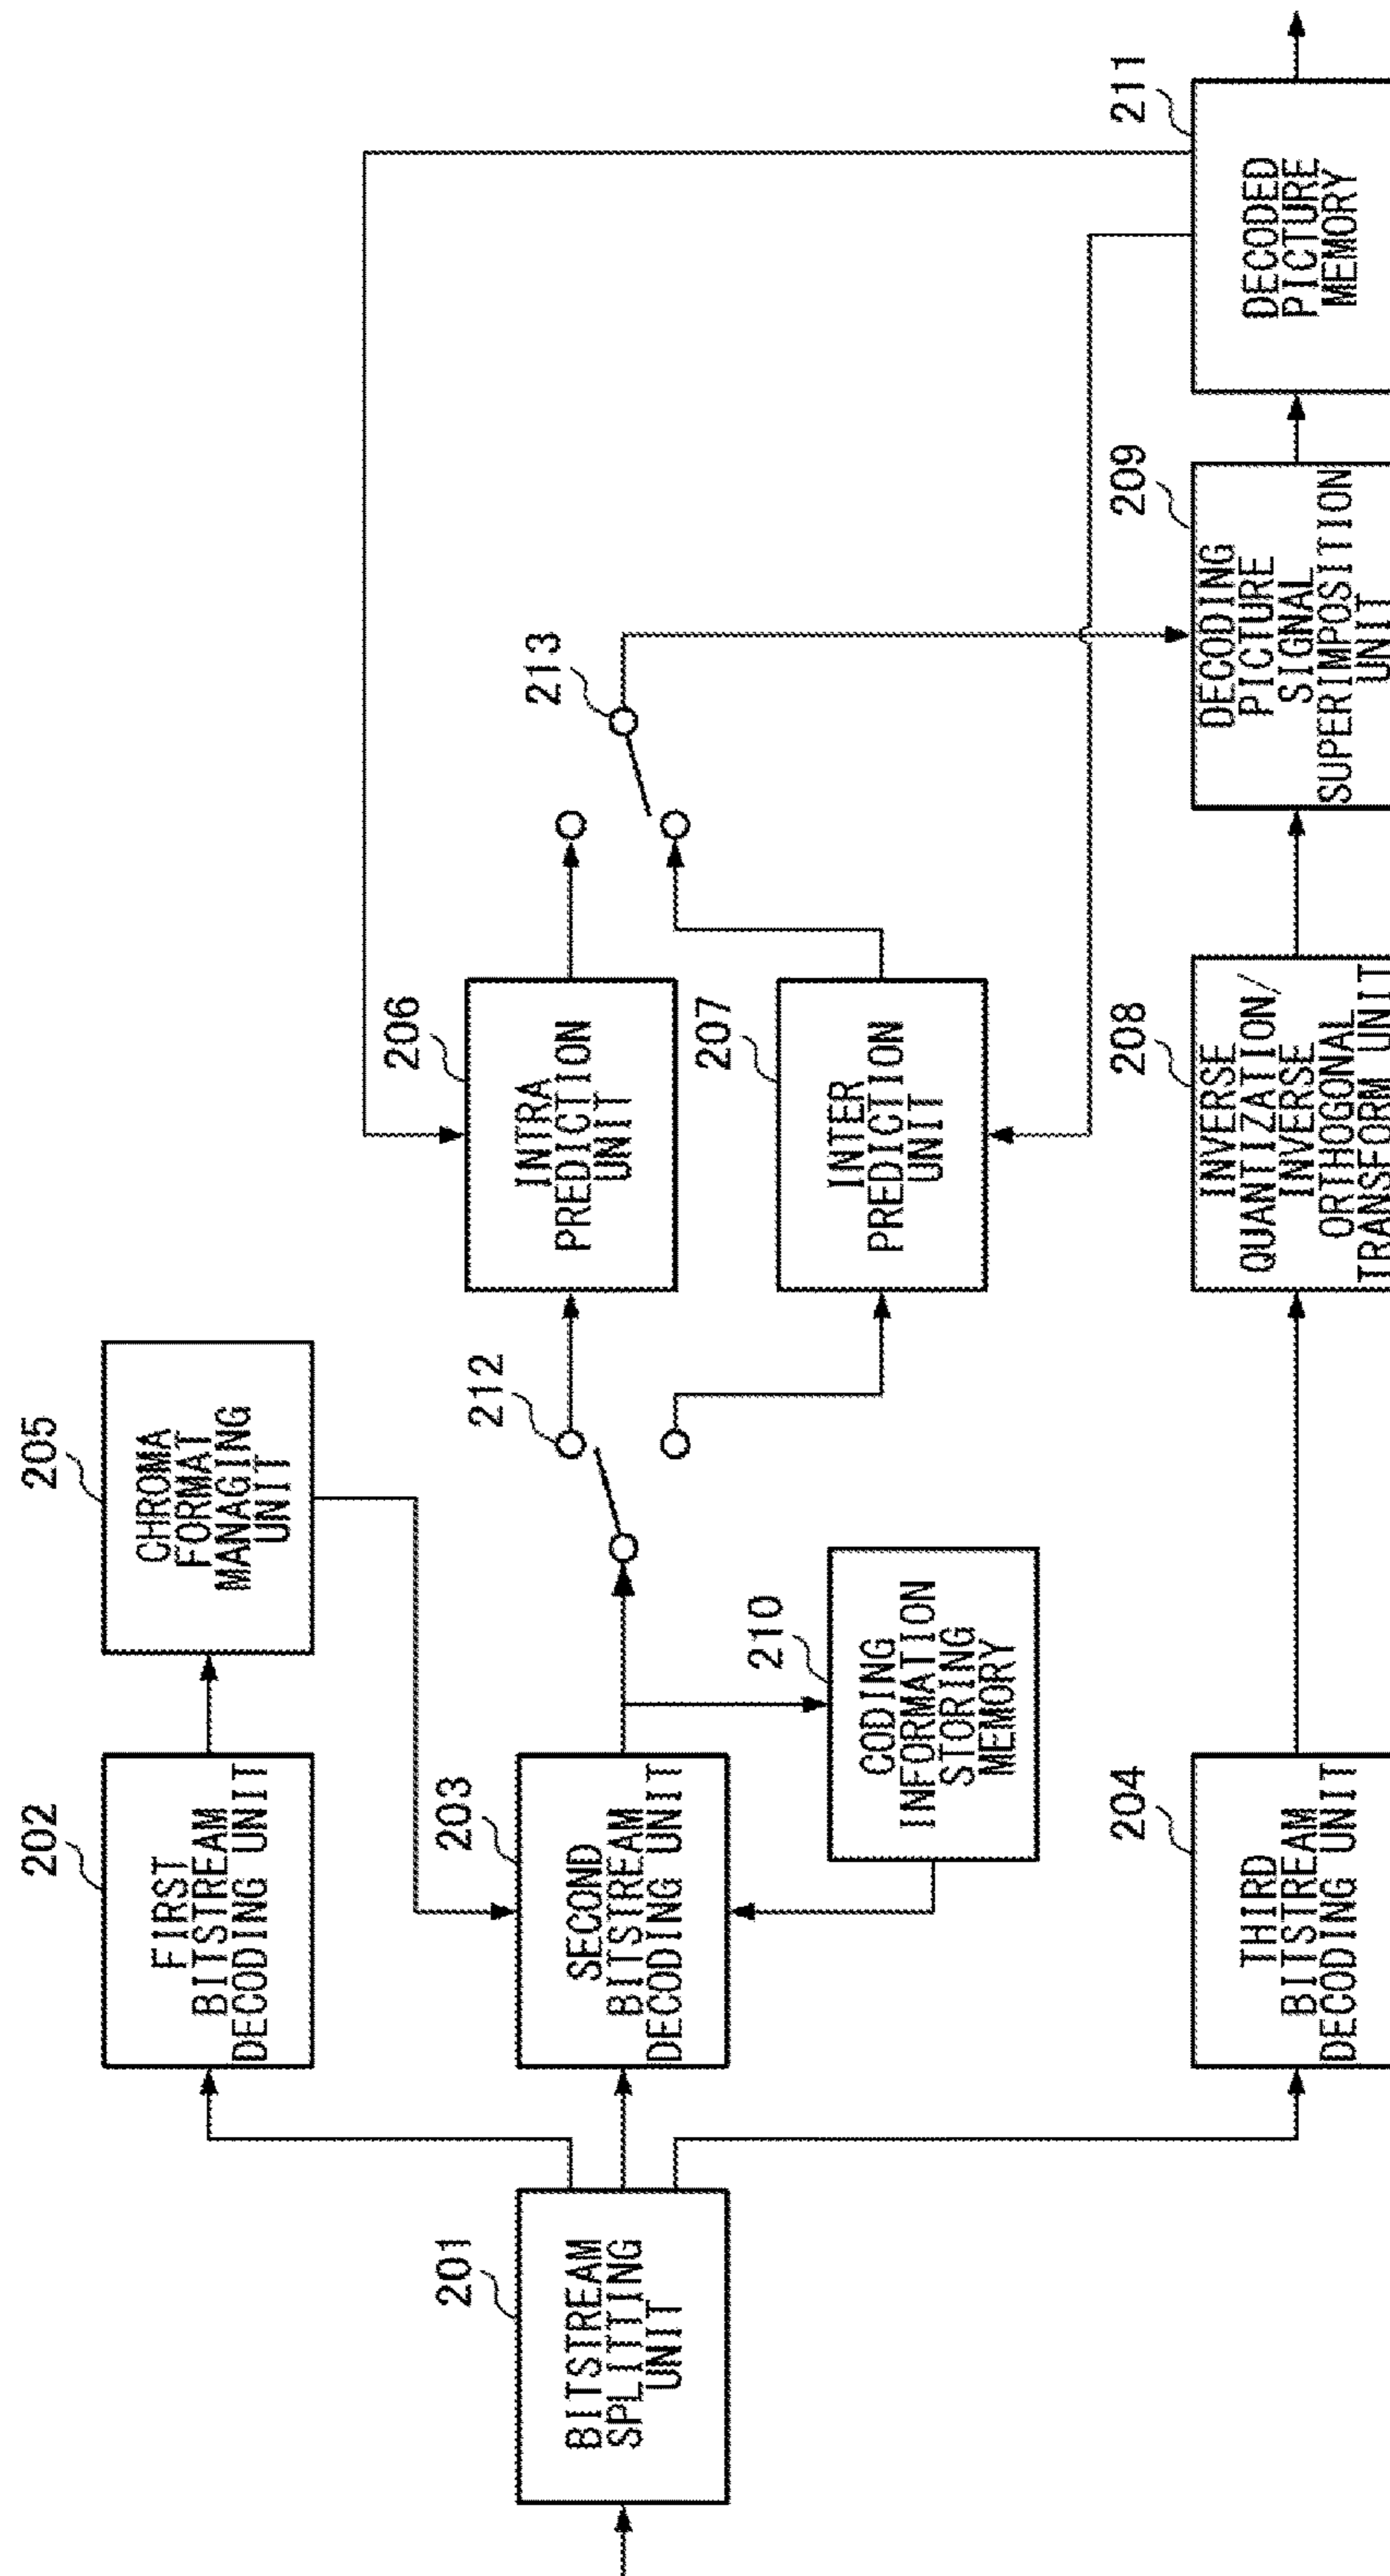 201
BITSTREAM
SPLITTING
UNIT
202
FIRST
BITSTREAM
DECODING UNIT
203
SECOND
BITSTREAM
DECODING UNIT
204
THIRD
BITSTREAM
DECODING UNIT
205
CHROMA
FORMAT
MANAGING
UNIT
210
CODING
INFORMATION
STORING
MEMORY
212
206
INTRA
PREDICTION
UNIT
207
INTER
PREDICTION
UNIT
208
INVERSE
QUANTIZATION/
INVERSE
ORTHOGONAL
TRANSFORM UNIT
213
209
DECODING
PICTURE
SIGNAL
SUPERIMPOSITION
UNIT
211
DECODED
PICTURE
MEMORY